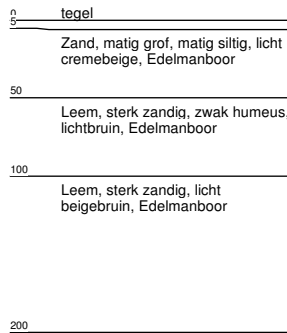 0 tegel
5
Zand, matig grof, matig siltig, licht
cremebeige, Edelmanboor
50
Leem, sterk zandig, zwak humeus,
lichtbruin, Edelmanboor
100
Leem, sterk zandig, licht
beigebruin, Edelmanboor
200